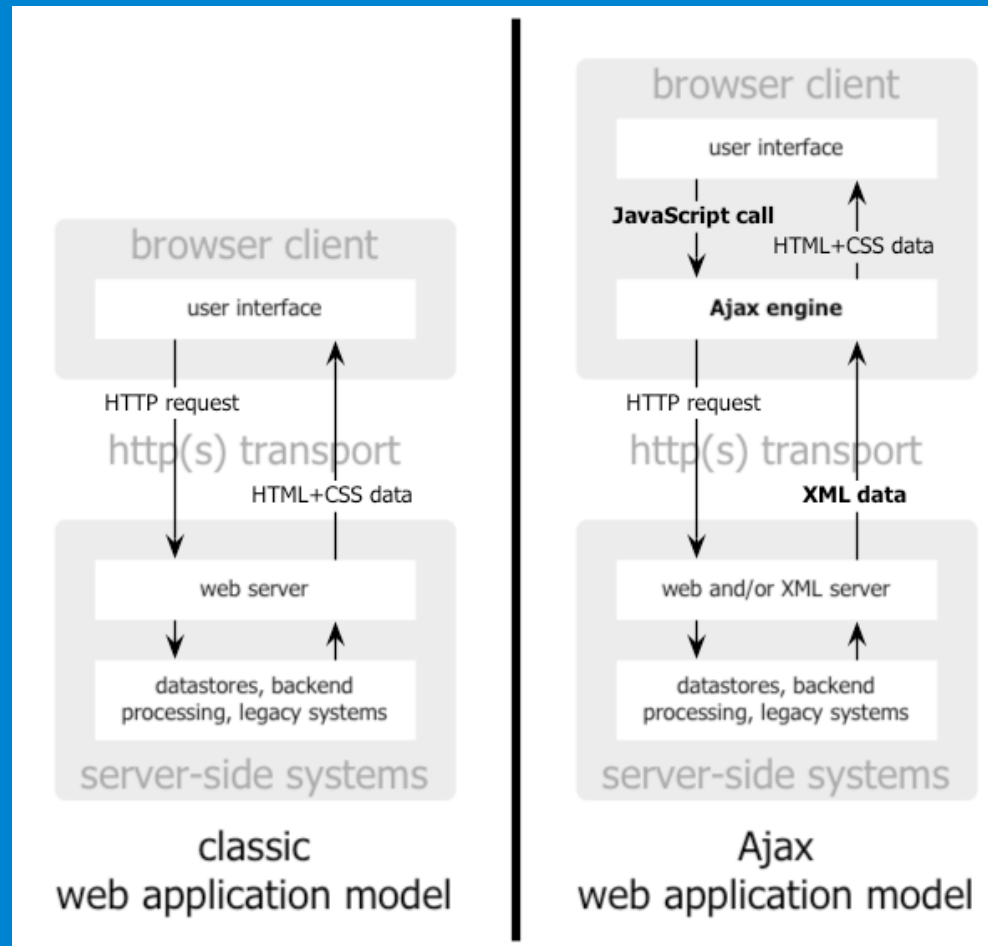 browser client
user interface
HTTP request
http(s) transport
HTML+CSS data
web server
datastores, backend
processing, legacy systems
server-side systems
classic
web application model
browser client
user interface
JavaScript call
HTML+CSS data
Ajax engine
HTTP request
http(s) transport
XML data
web and/or XML server
datastores, backend
processing, legacy systems
server-side systems
Ajax
web application model